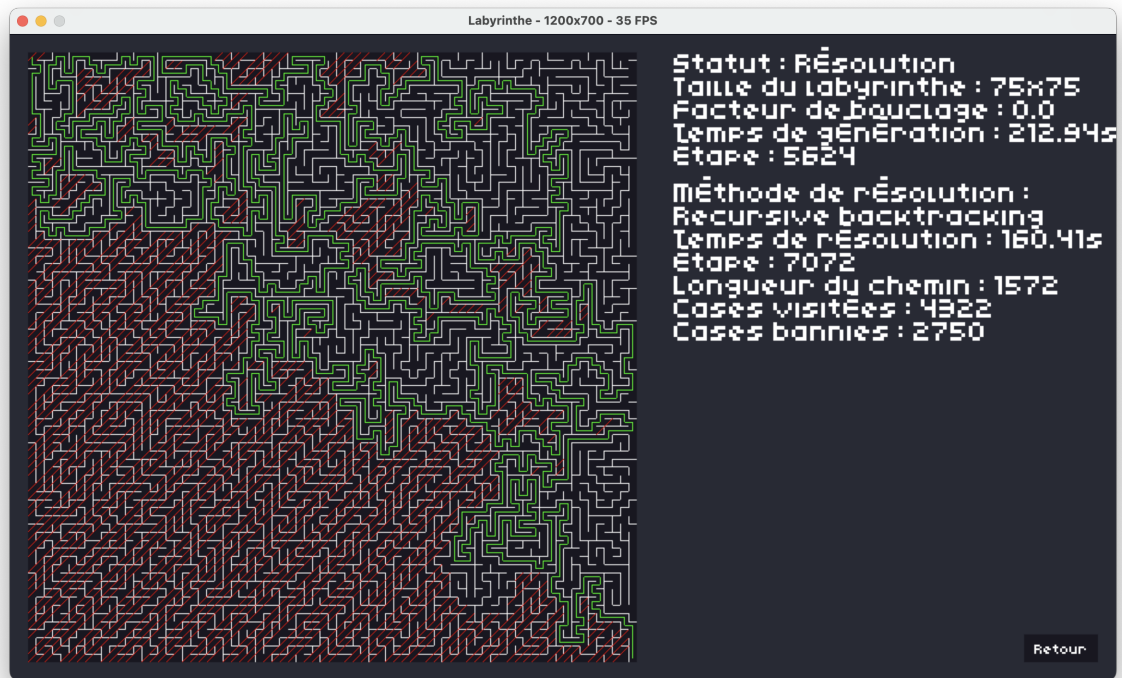 Labyrinthe - 1200x700 - 35 FPS
Statut : Résolution
Taille du labyrinthe : 75x75
Facteur de bouclage : 0.0
Temps de génération : 212.94s
Étape : 5624
Méthode de résolution :
Recursive backtracking
Temps de résolution : 160.41s
Étape : 7072
Longueur du chemin : 1572
Cases visitées : 4322
Cases bannies : 2750
Retour